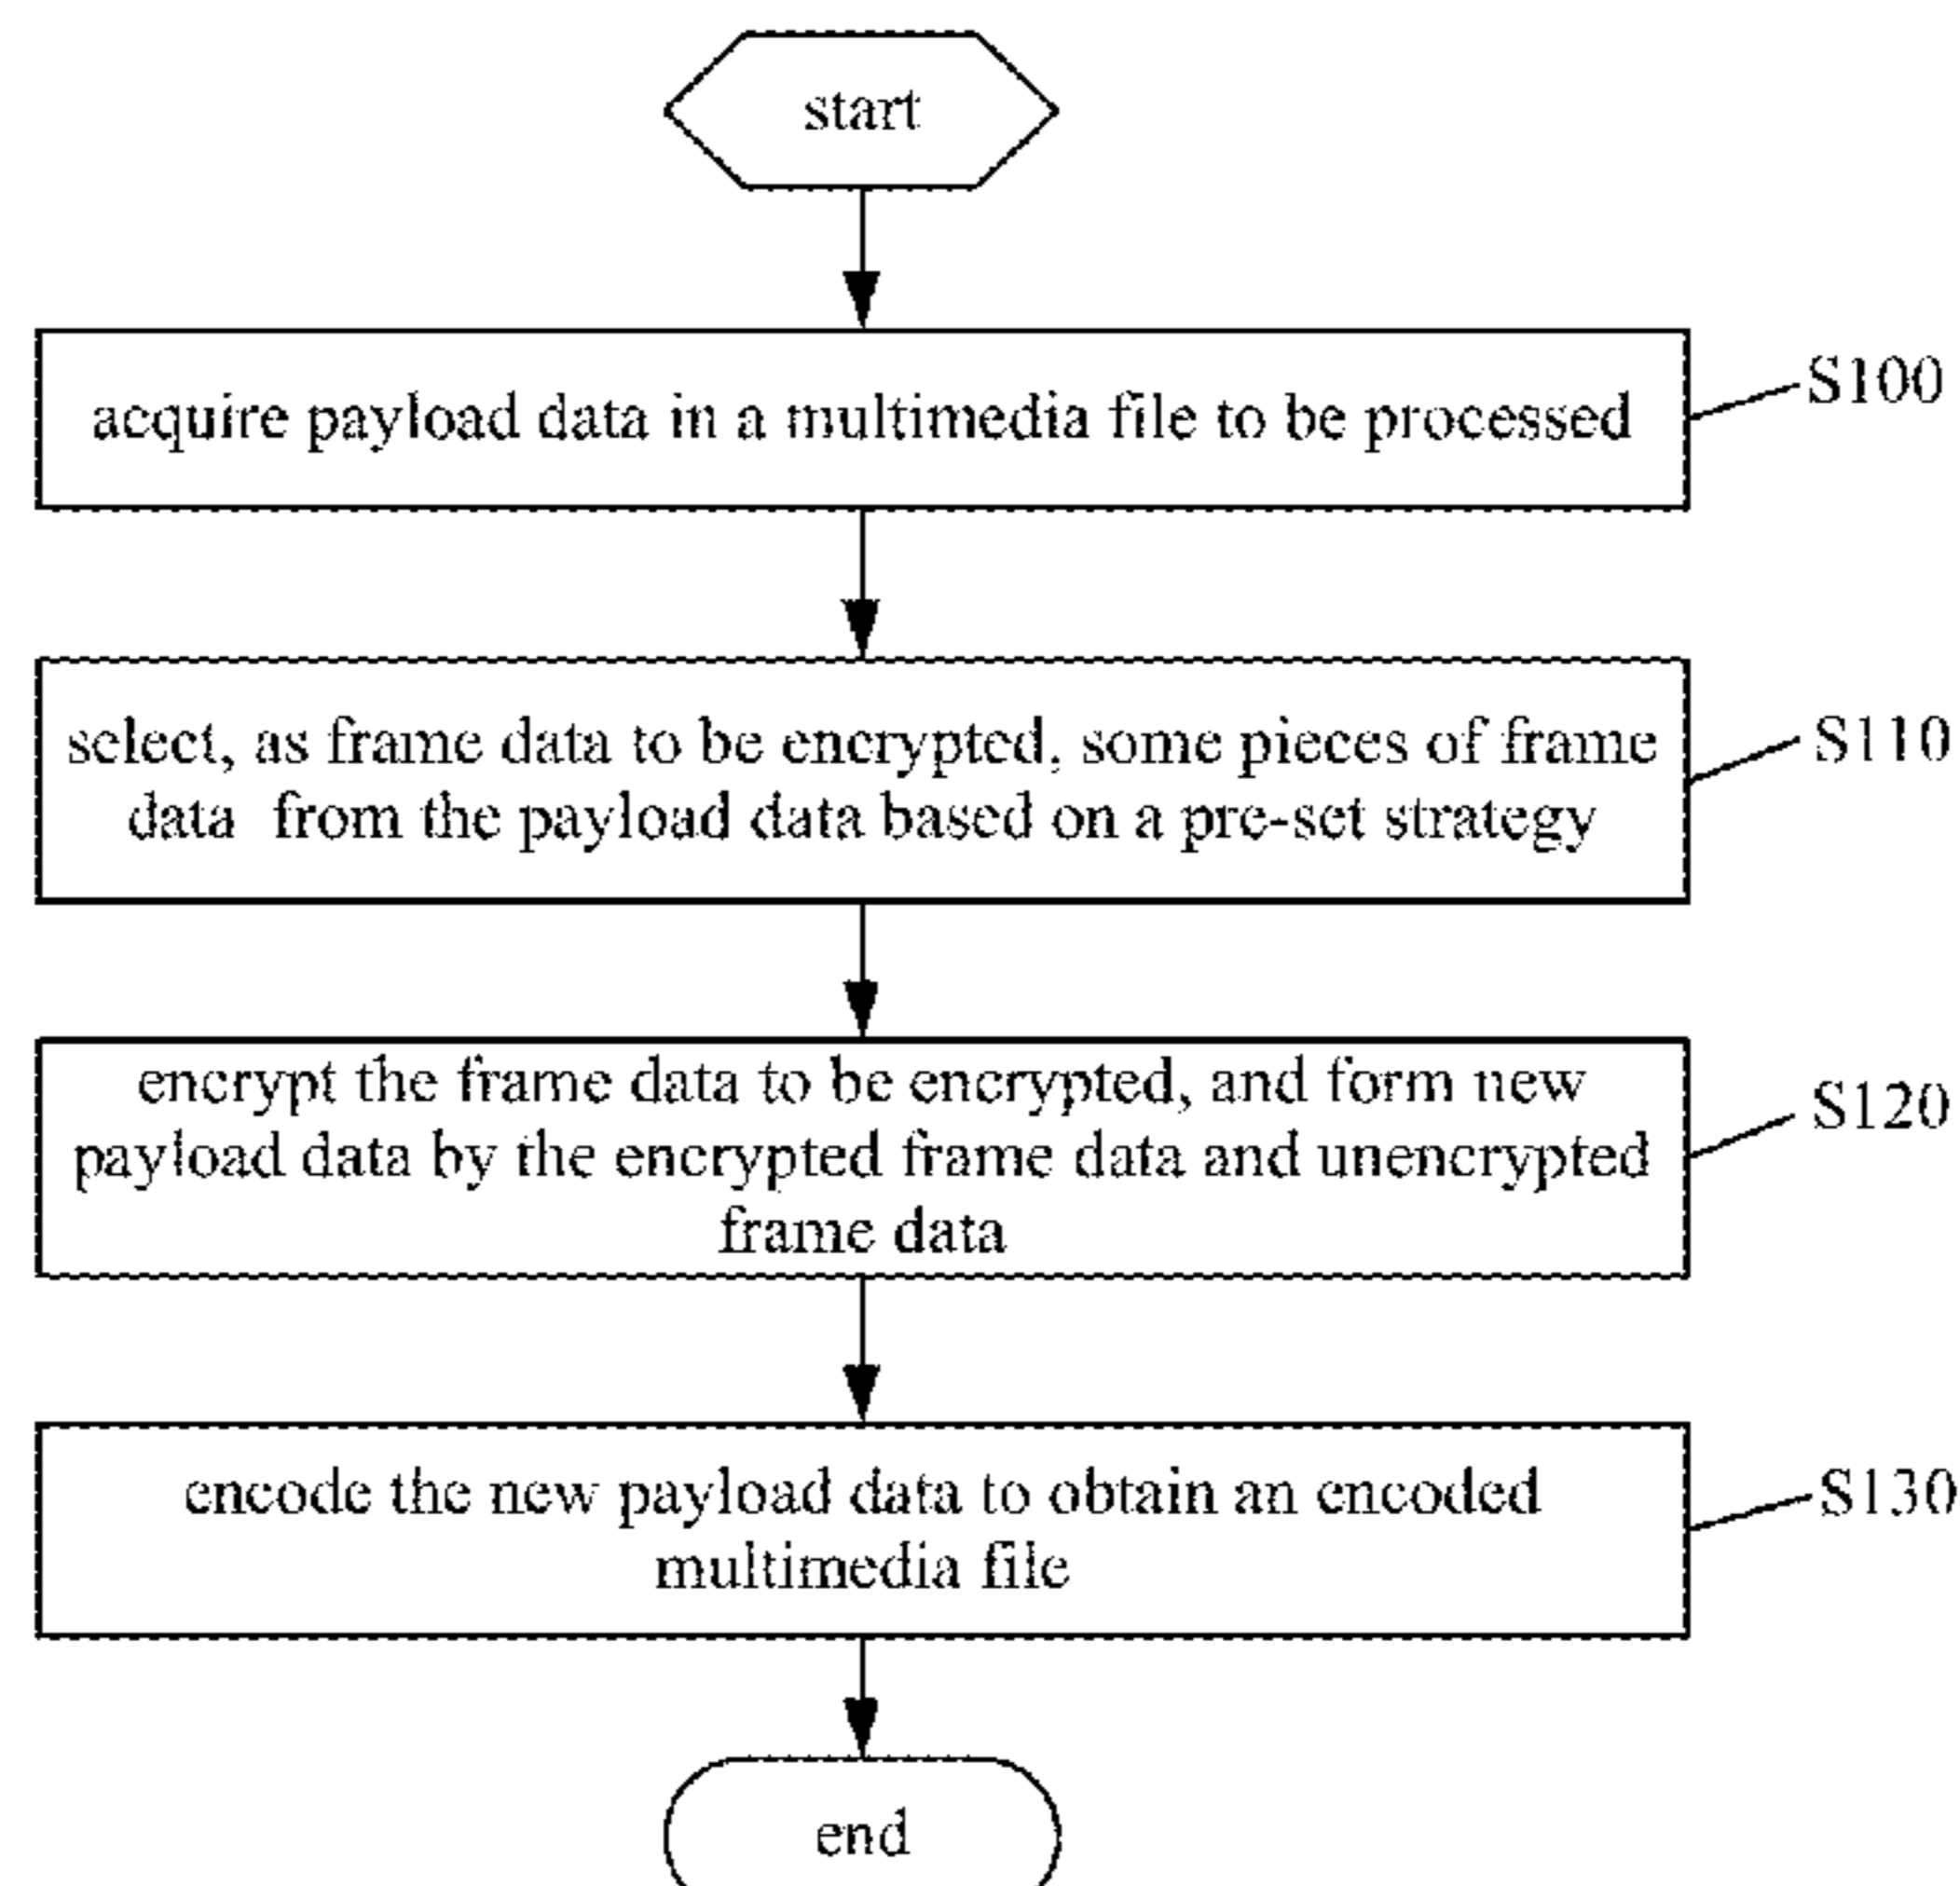 start
acquire payload data in a multimedia file to be processed
S100
select, as frame data to be encrypted, some pieces of frame
data from the payload data based on a pre-set strategy
S110
encrypt the frame data to be encrypted, and form new
payload data by the encrypted frame data and unencrypted
frame data
S120
encode the new payload data to obtain an encoded
multimedia file
S130
end